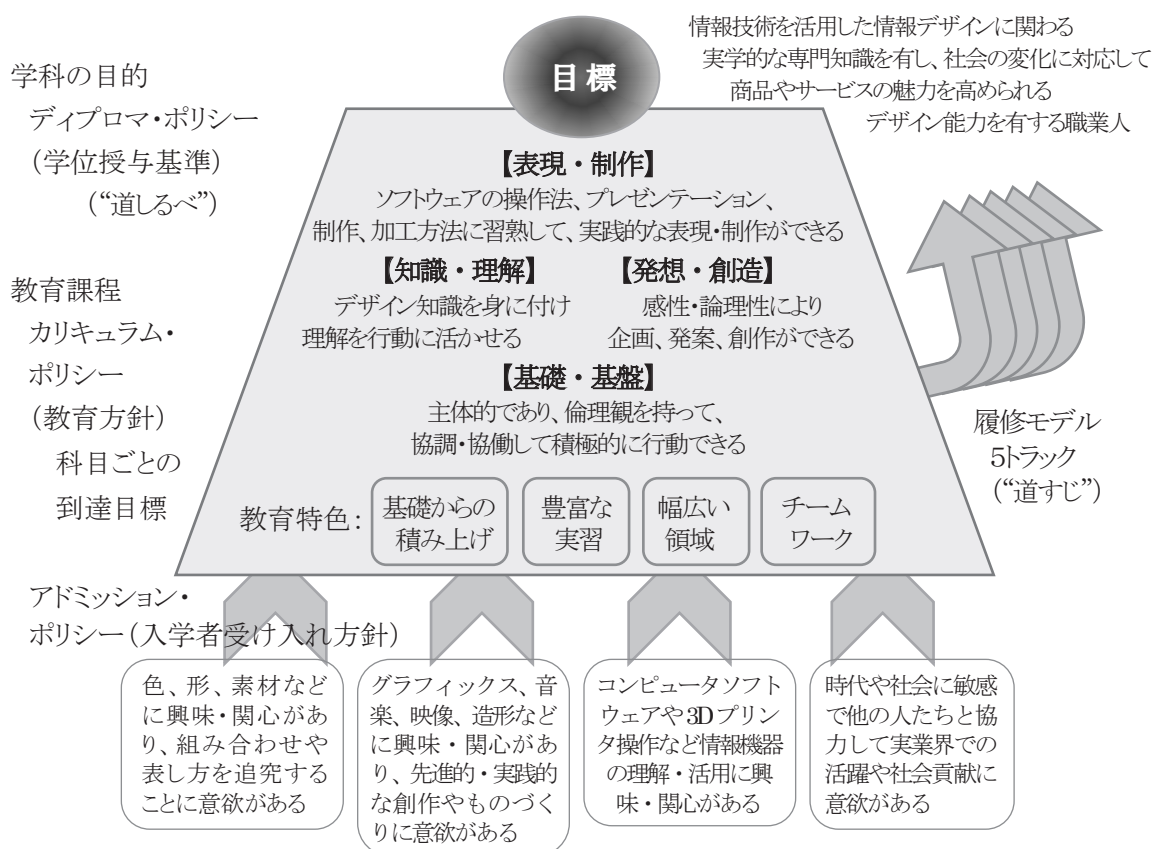 情報技術を活用した情報デザインに関わる
実学的な専門知識を有し、社会の変化に対応して
商品やサービスの魅力を高められる
デザイン能力を有する職業人
目標
学科の目的
ディプロマ・ポリシー
(学位授与基準)
(“道しるべ”)
【表現・制作】
ソフトウェアの操作法、プレゼンテーション、
制作、加工方法に習熟して、実践的な表現・制作ができる
【知識・理解】
デザイン知識を身に付け
理解を行動に活かせる
【発想・創造】
感性・論理性により
企画、発案、創作ができる
【基礎・基盤】
主体的であり、倫理観を持って、
協調・協働して積極的に行動できる
教育課程
カリキュラム・
ポリシー
(教育方針)
科目ごとの
到達目標
履修モデル
5トラック
(“道すじ”)
教育特色:
基礎からの
積み上げ
豊富な
実習
幅広い
領域
チーム
ワーク
アドミッション・
ポリシー(入学者受け入れ方針)
色、形、素材など
に興味・関心があ
り、組み合わせや
表し方を追究する
ことに意欲がある
グラフィックス、音
楽、映像、造形など
に興味・関心があ
り、先進的・実践的
な創作やものづく
りに意欲がある
コンピュータソフト
ウェアや3Dプリン
タ操作など情報機器
の理解・活用に興
味・関心がある
時代や社会に敏感
で他の人たちと協
力して実業界での
活躍や社会貢献に
意欲がある